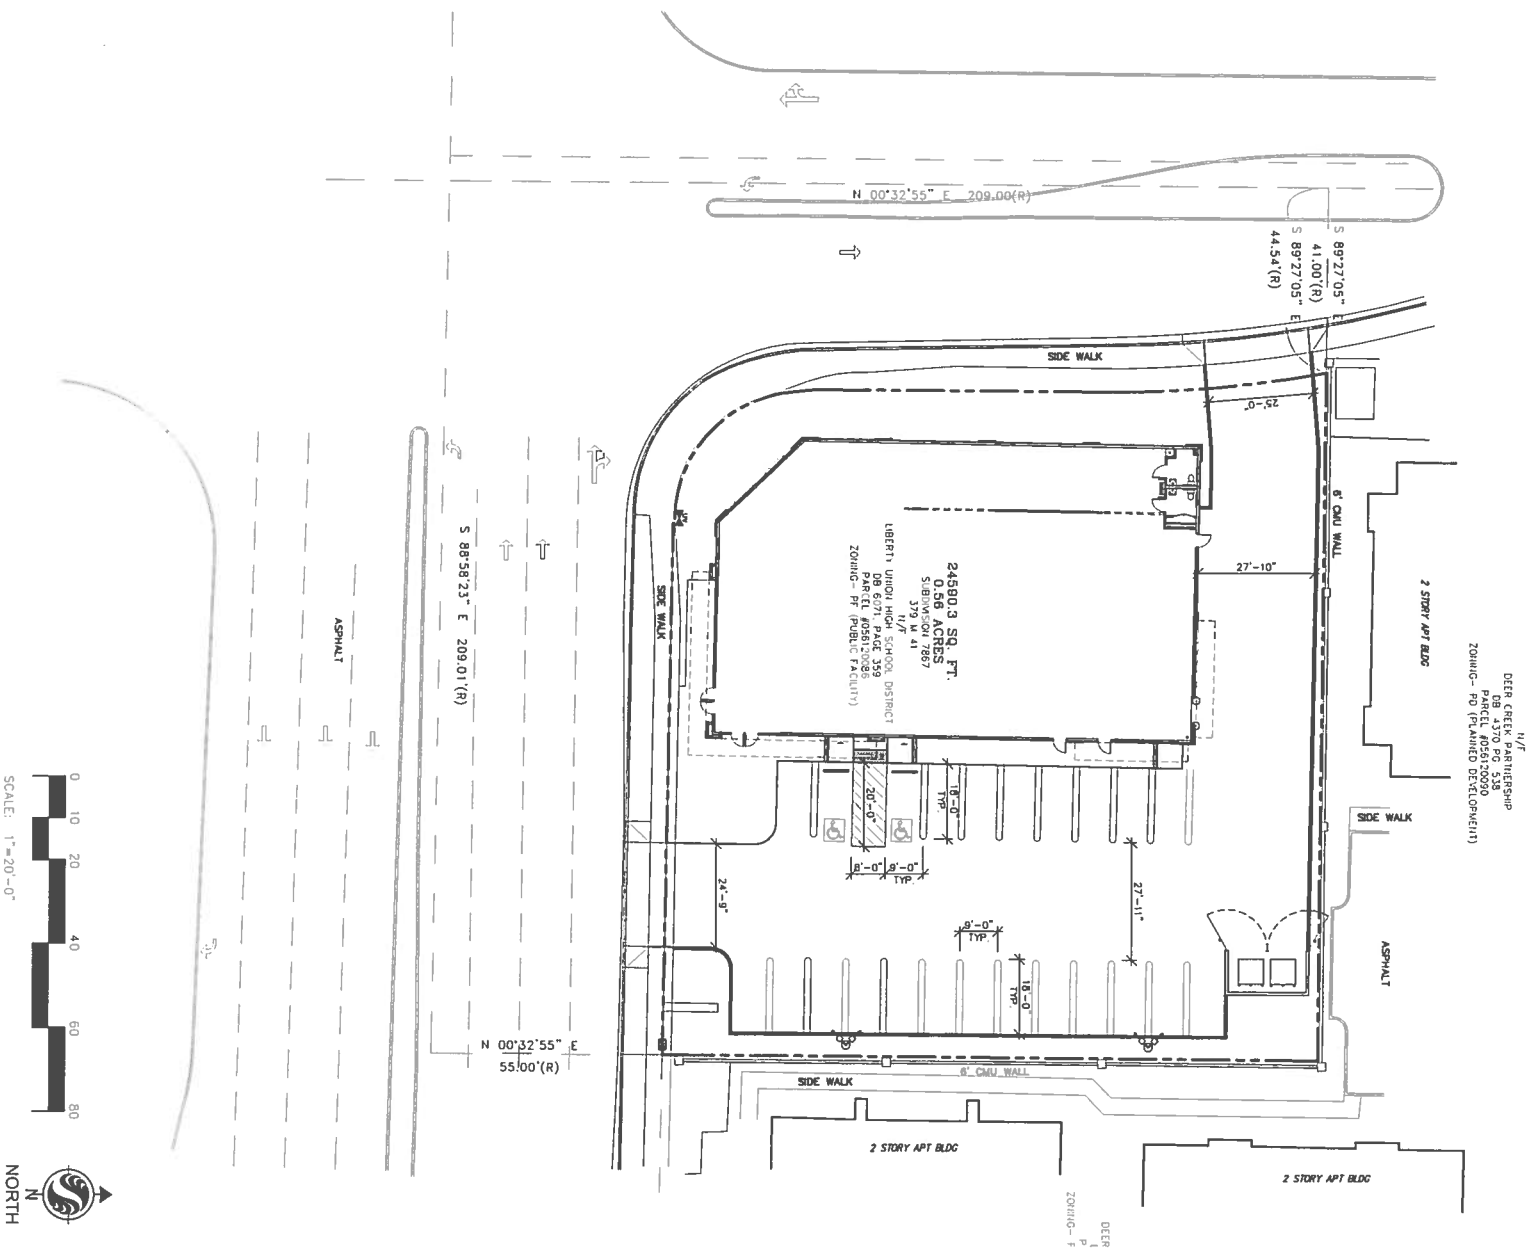 N 00°32'55" E 209.00'(R)
S 89°27'05" E
41.00'(R)
S 89°27'05" E
44.54'(R)
SIDE WALK
25'-0"
6' CMU WALL
2 STORY APT BLDG
N/F
DEER CREEK PARTNERSHIP
DB 4370 PG 538
PARCEL #056120090
ZONING- PD (PLANNED DEVELOPMENT)
27'-10"
24580.3 SQ. FT.
0.56 ACRES
SUBDIVISION 7867
379 M 41
N/F
LIBERTY UNION HIGH SCHOOL DISTRICT
DB 6071, PAGE 359
PARCEL #056120086
ZONING- PF (PUBLIC FACILITY)
SIDE WALK
S 88°58'23" E 209.01'(R)
ASPHALT
SIDE WALK
20'-0"
18'-0"
TYP.
8'-0"
9'-0"
TYP.
24'-9"
27'-11"
9'-0"
TYP.
18'-0"
TYP.
ASPHALT
N 00°32'55" E
55.00'(R)
6' CMU WALL
SIDE WALK
2 STORY APT BLDG
2 STORY APT BLDG
DEER
ZONING- P
0 10 20 40 60 80
SCALE: 1"=20'-0"
N
NORTH